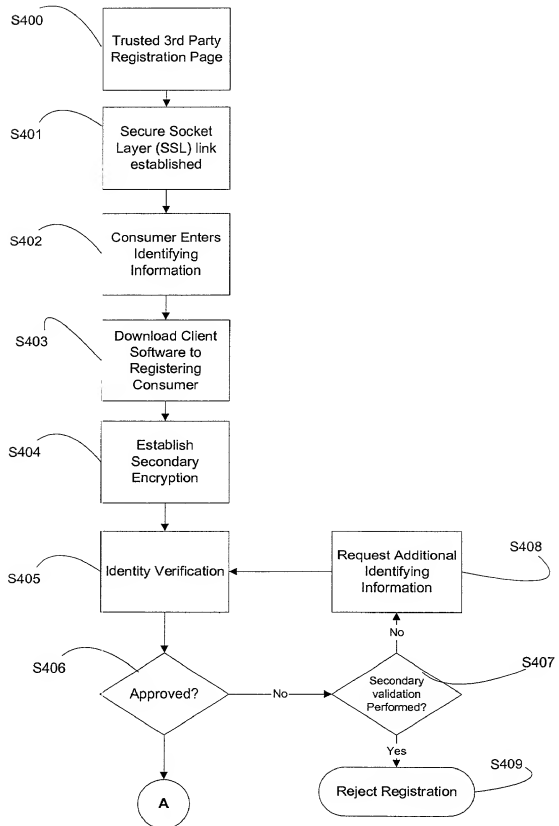 S400
Trusted 3rd Party
Registration Page
S401
Secure Socket
Layer (SSL) link
established
S402
Consumer Enters
Identifying
Information
S403
Download Client
Software to
Registering
Consumer
S404
Establish
Secondary
Encryption
S405
Identity Verification
Request Additional
Identifying
Information
S408
No
S406
Approved?
No
Secondary
validation
Performed?
S407
Yes
A
Reject Registration
S409